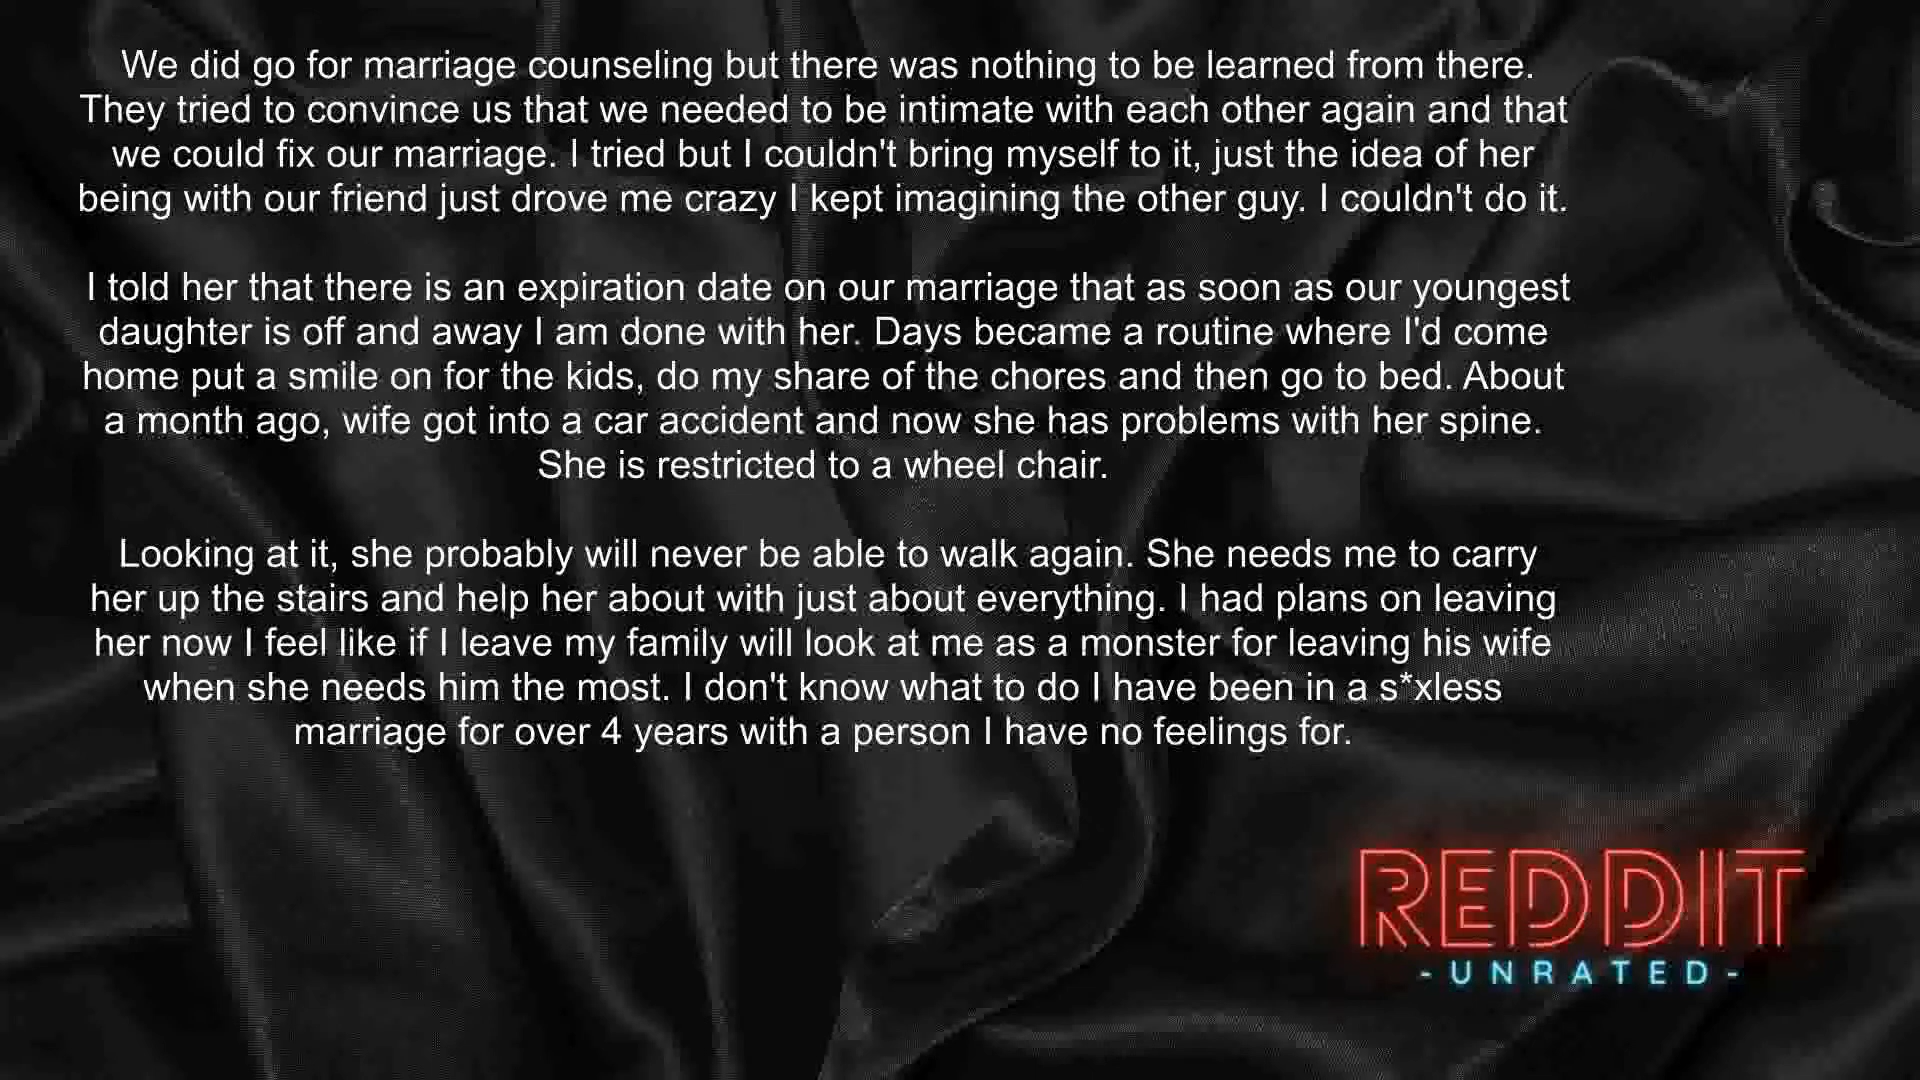 We did go for marriage counseling but there was nothing to be learned from there.
They tried to convince us that we needed to be intimate with each other again and that
we could fix our marriage. I tried but I couldn't bring myself to it, just the idea of her
being with our friend just drove me crazy I kept imagining the other guy. I couldn't do it.
I told her that there is an expiration date on our marriage that as soon as our youngest
daughter is off and away I am done with her. Days became a routine where I'd come
home put a smile on for the kids, do my share of the chores and then go to bed. About
a month ago, wife got into a car accident and now she has problems with her spine.
She is restricted to a wheel chair.
Looking at it, she probably will never be able to walk again. She needs me to carry
her up the stairs and help her about with just about everything. I had plans on leaving
her now I feel like if I leave my family will look at me as a monster for leaving his wife
when she needs him the most. I don't know what to do I have been in a s*xless
marriage for over 4 years with a person I have no feelings for.
REDDIT
-UNRATED-